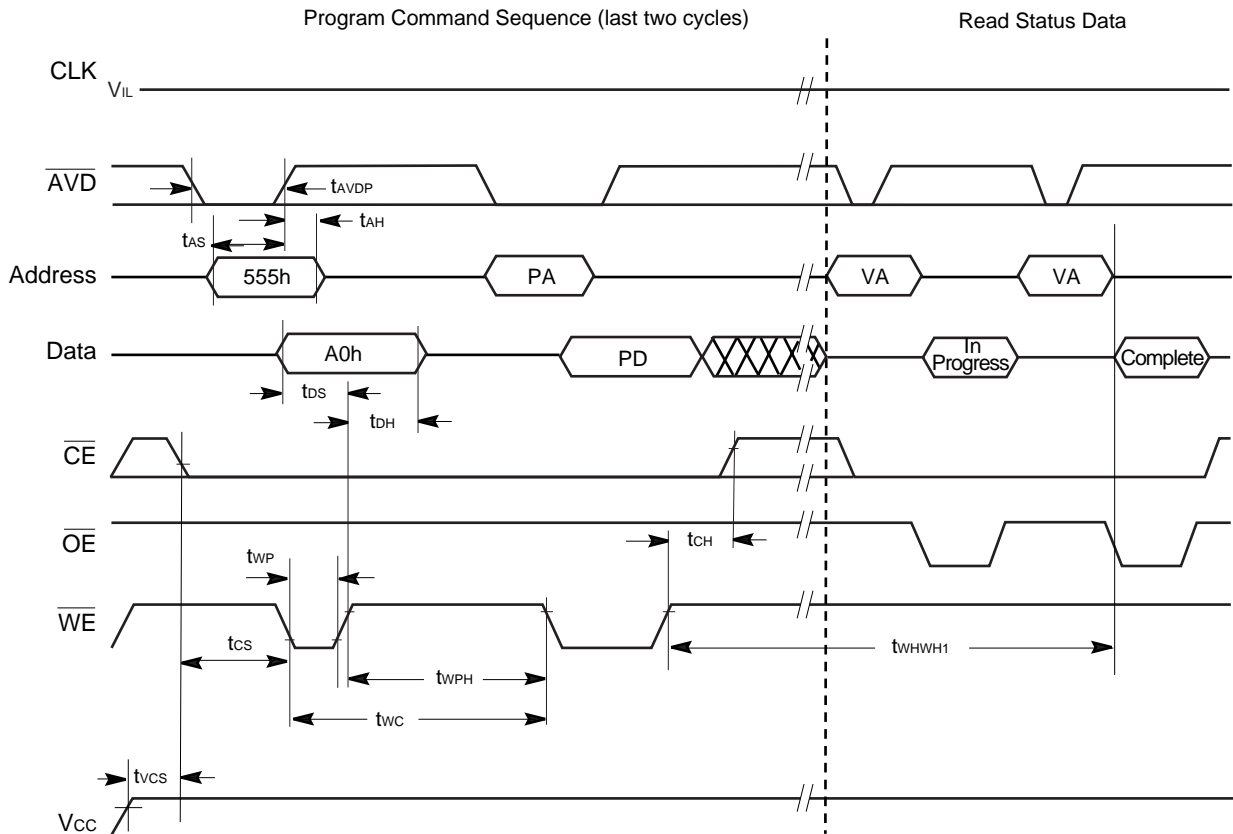 Program Command Sequence (last two cycles)
Read Status Data
CLK
VIL
AVD
tAVDP
tAH
tAS
Address
555h
PA
VA
VA
Data
A0h
PD
In
Progress
Complete
tDS
tDH
CE
OE
tCH
tWP
WE
tCS
tWHWH1
tWPH
tWC
tVCS
VCC